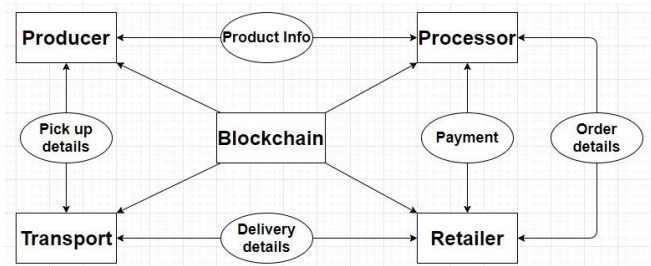 Producer
Product Info
Processor
Pick up
details
Blockchain
Payment
Order
details
Transport
Delivery
details
Retailer